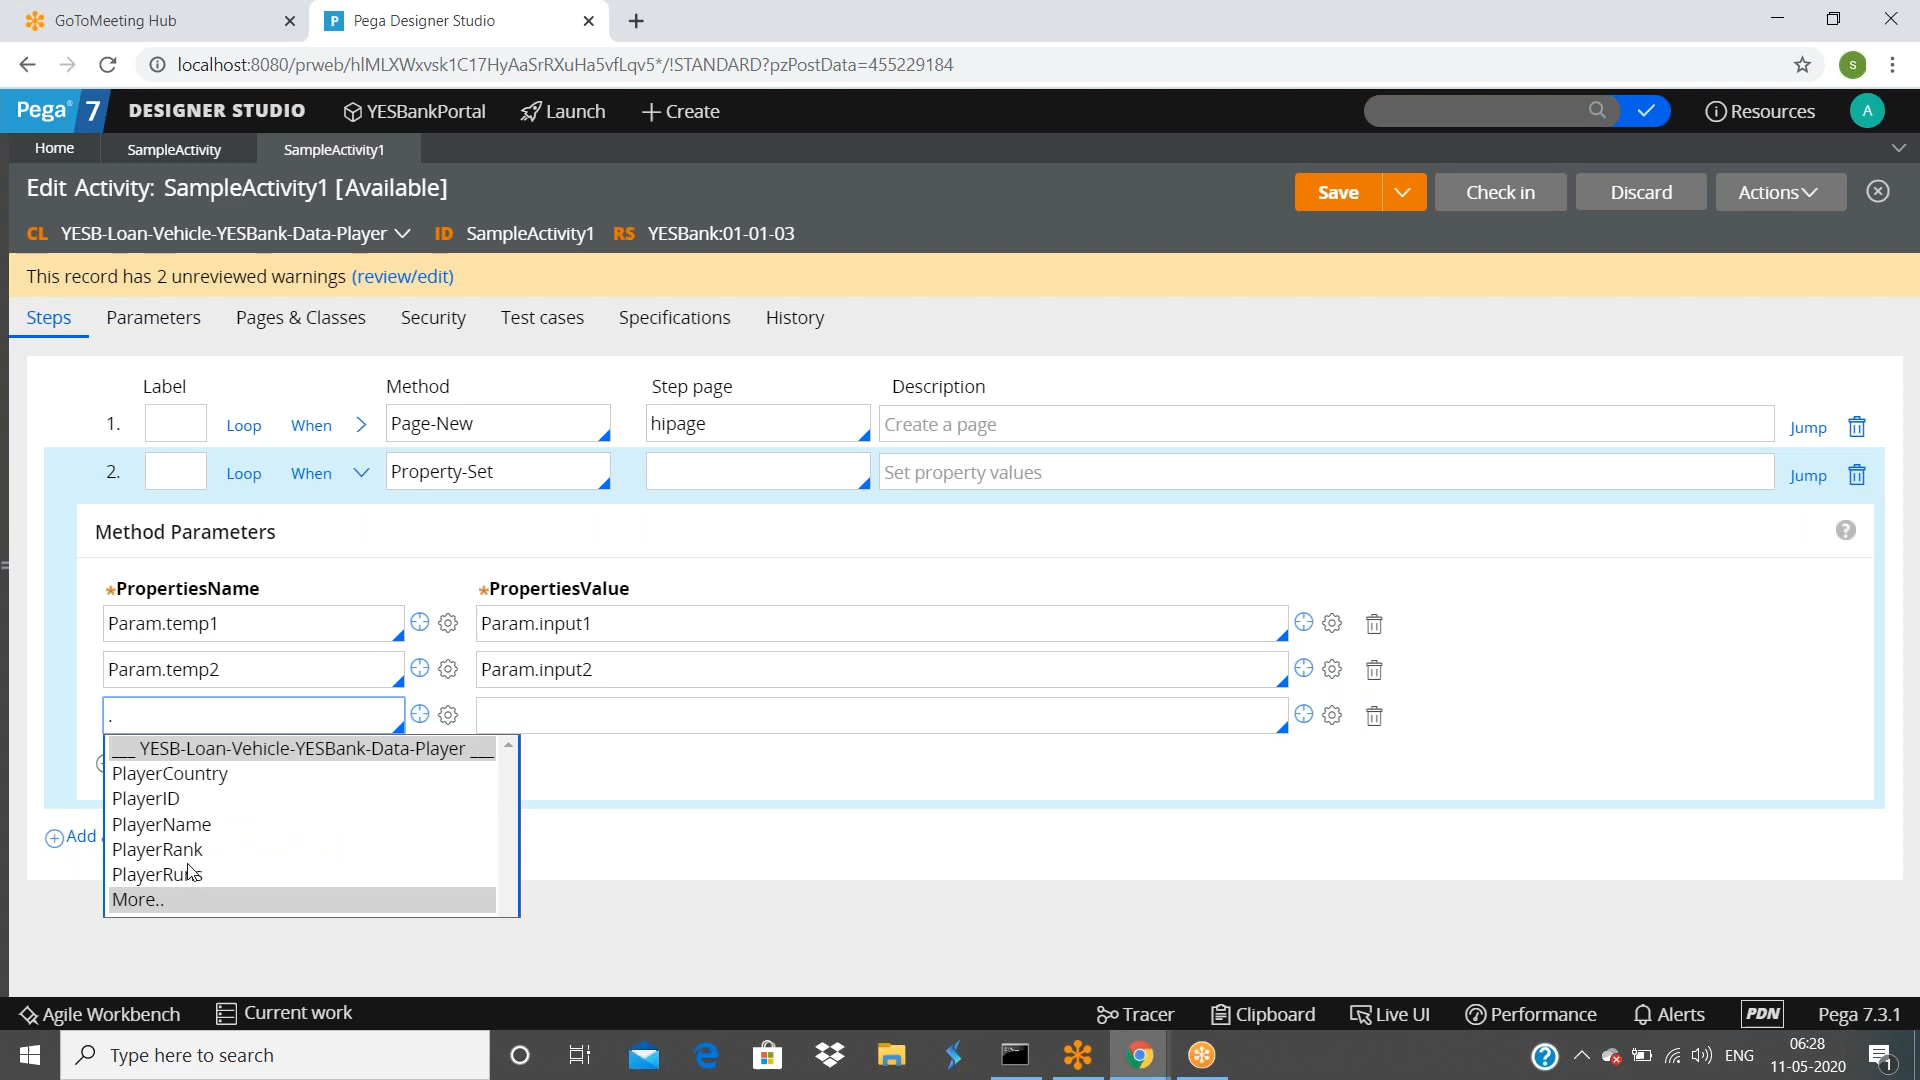 GoToMeeting Hub
Pega Designer Studio
localhost:8080/prweb/hIMLXWxvsk1C17HyAaSrRXuHa5vfLqv5*/!STANDARD?pzPostData=455229184
s
Pega 7 DESIGNER STUDIO YESBankPortal Launch Create Resources A
Home SampleActivity SampleActivity1
Edit Activity: SampleActivity1 [Available]
Save Check in Discard Actions
CL YESB-Loan-Vehicle-YESBank-Data-Player ID SampleActivity1 RS YESBank:01-01-03
This record has 2 unreviewed warnings (review/edit)
Steps Parameters Pages & Classes Security Test cases Specifications History
Label Method Step page Description
1. Loop When Page-New hipage Create a page Jump
2. Loop When Property-Set Set property values Jump
Method Parameters
*PropertiesName *PropertiesValue
Param.temp1 Param.input1
Param.temp2 Param.input2
.
___ YESB-Loan-Vehicle-YESBank-Data-Player ___
PlayerCountry
PlayerID
PlayerName
Add
PlayerRank
PlayerRuns
More..
Agile Workbench Current work Tracer Clipboard Live UI Performance Alerts PDN Pega 7.3.1
Type here to search
ENG
06:28
11-05-2020
1